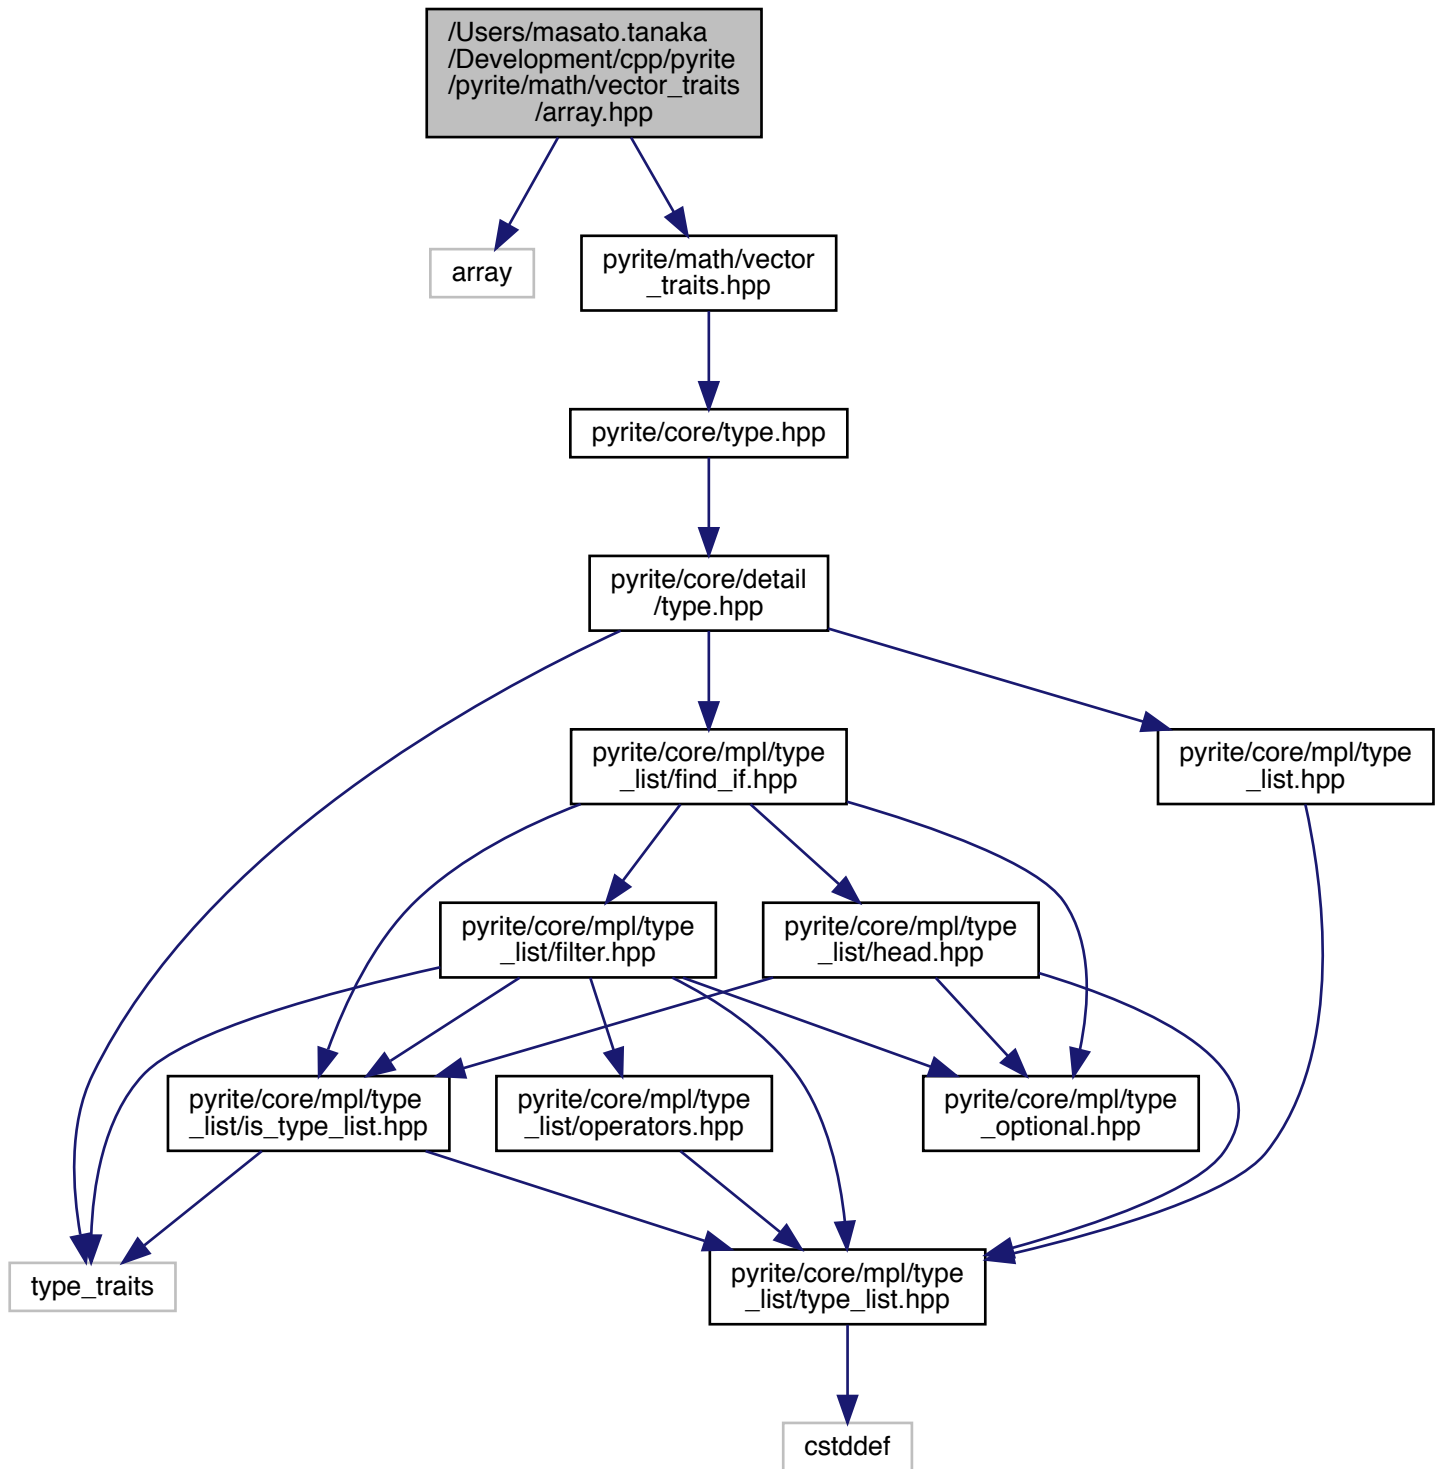 /Users/masato.tanaka
/Development/cpp/pyrite
/pyrite/math/vector_traits
/array.hpp
array
pyrite/math/vector
_traits.hpp
pyrite/core/type.hpp
pyrite/core/detail
/type.hpp
pyrite/core/mpl/type
_list/find_if.hpp
pyrite/core/mpl/type
_list.hpp
pyrite/core/mpl/type
_list/filter.hpp
pyrite/core/mpl/type
_list/head.hpp
pyrite/core/mpl/type
_list/is_type_list.hpp
pyrite/core/mpl/type
_list/operators.hpp
pyrite/core/mpl/type
_optional.hpp
type_traits
pyrite/core/mpl/type
_list/type_list.hpp
cstddef